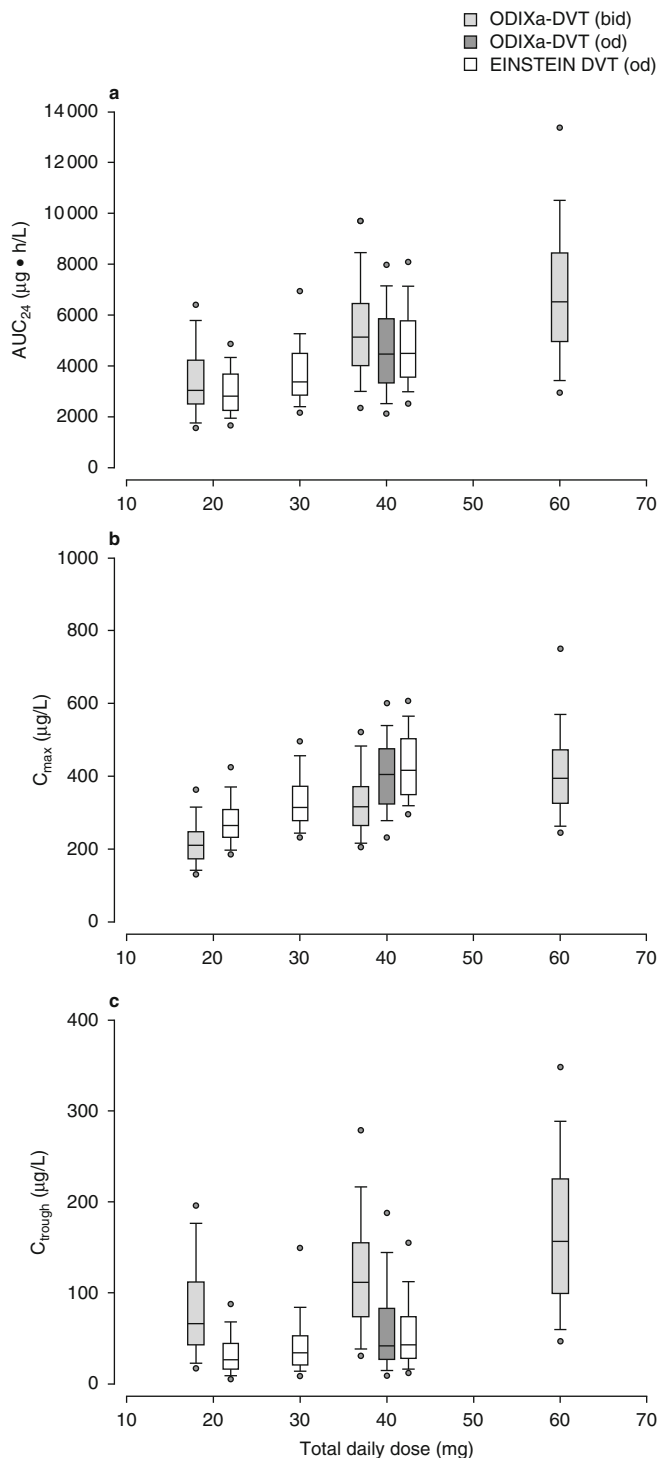 ODIXa-DVT (bid)
ODIXa-DVT (od)
EINSTEIN DVT (od)
a
14 000
12 000
10 000
8000
6000
4000
2000
0
AUC24 (µg • h/L)
10 20 30 40 50 60 70
b
1000
800
600
400
200
0
Cmax (µg/L)
10 20 30 40 50 60 70
c
400
300
200
100
0
Ctrough (µg/L)
10 20 30 40 50 60 70
Total daily dose (mg)